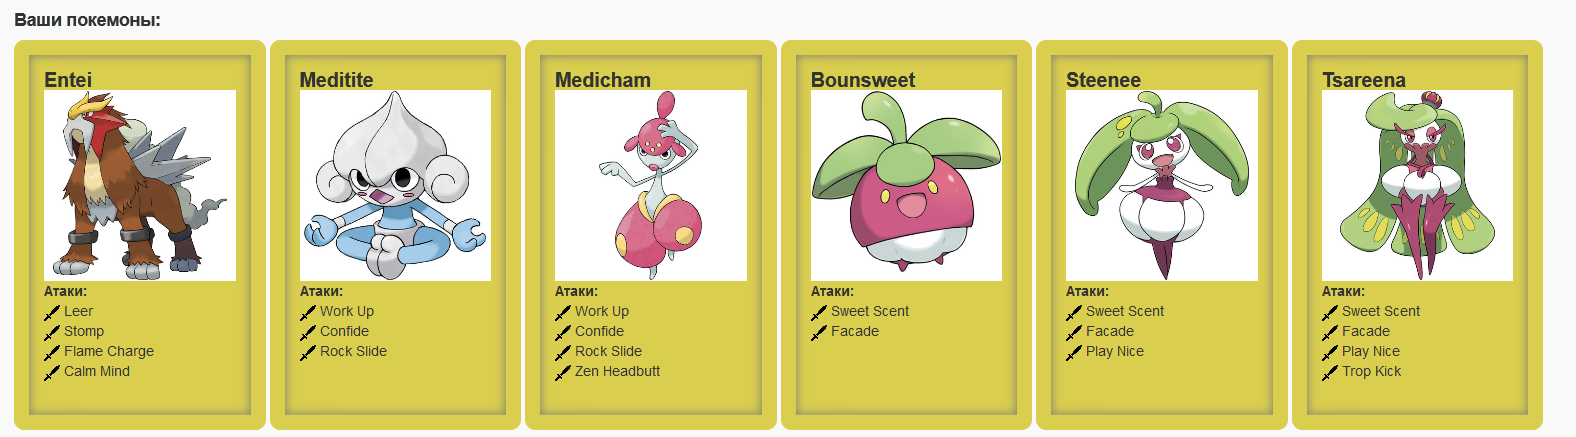 Ваши покемоны:
Entei
Атаки:
Leer
Stomp
Flame Charge
Calm Mind
Meditite
Атаки:
Work Up
Confide
Rock Slide
Medicham
Атаки:
Work Up
Confide
Rock Slide
Zen Headbutt
Bounsweet
Атаки:
Sweet Scent
Facade
Steenee
Атаки:
Sweet Scent
Facade
Play Nice
Tsareena
Атаки:
Sweet Scent
Facade
Play Nice
Trop Kick